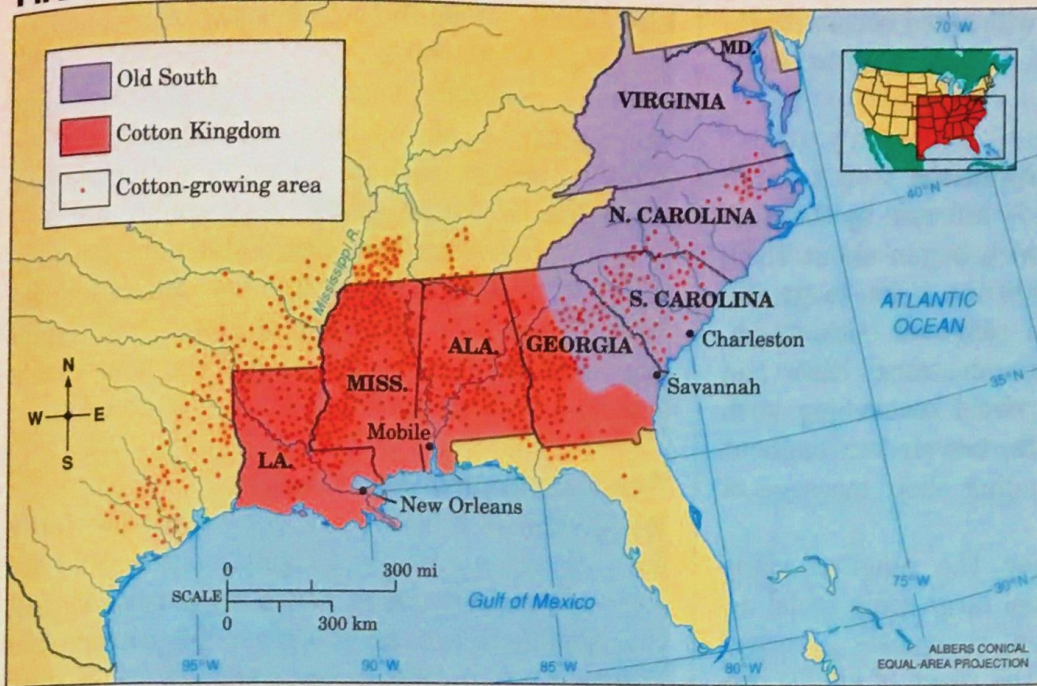 Old South
Cotton Kingdom
Cotton-growing area
MD.
VIRGINIA
N. CAROLINA
S. CAROLINA
GEORGIA
ALA.
MISS.
LA.
Charleston
Savannah
Mobile
New Orleans
Mississippi R.
ATLANTIC
OCEAN
Gulf of Mexico
N
W
E
S
0
300 mi
SCALE
0
300 km
70°W
40°N
35°N
30°N
75°W
80°W
85°W
90°W
95°W
ALBERS CONICAL
EQUAL-AREA PROJECTION